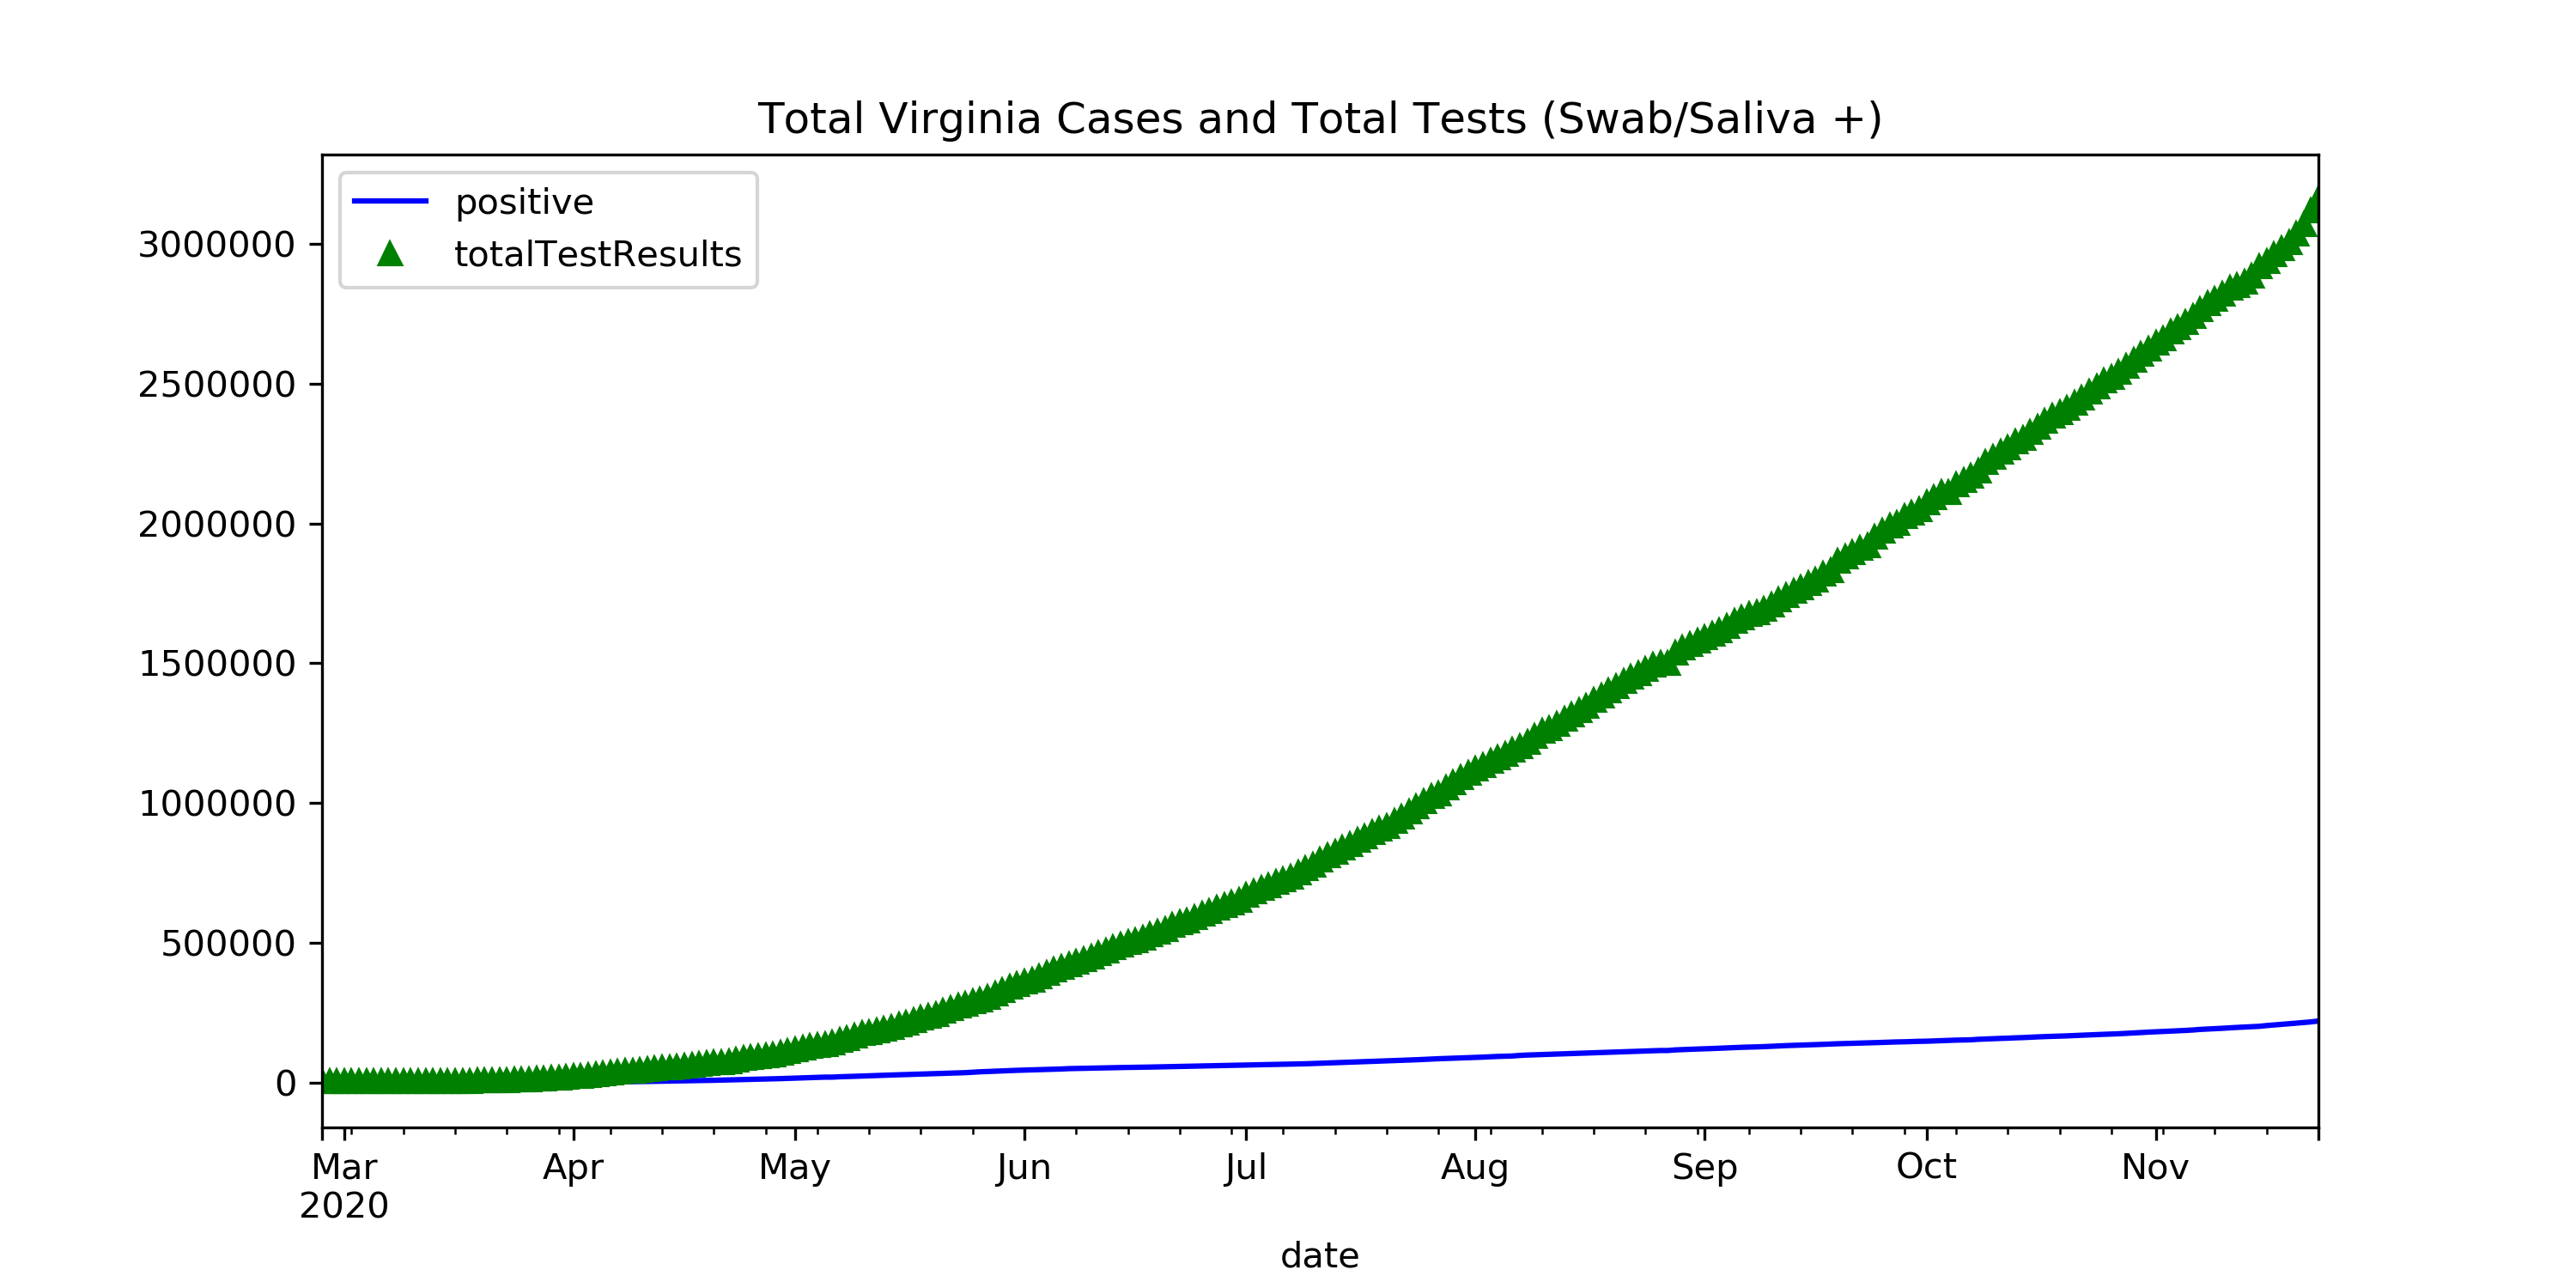 Total Virginia Cases and Total Tests (Swab/Saliva +)
positive
totalTestResults
3000000
2500000
2000000
1500000
1000000
500000
0
Mar Apr May Jun Jul Aug Sep Oct Nov
2020
date